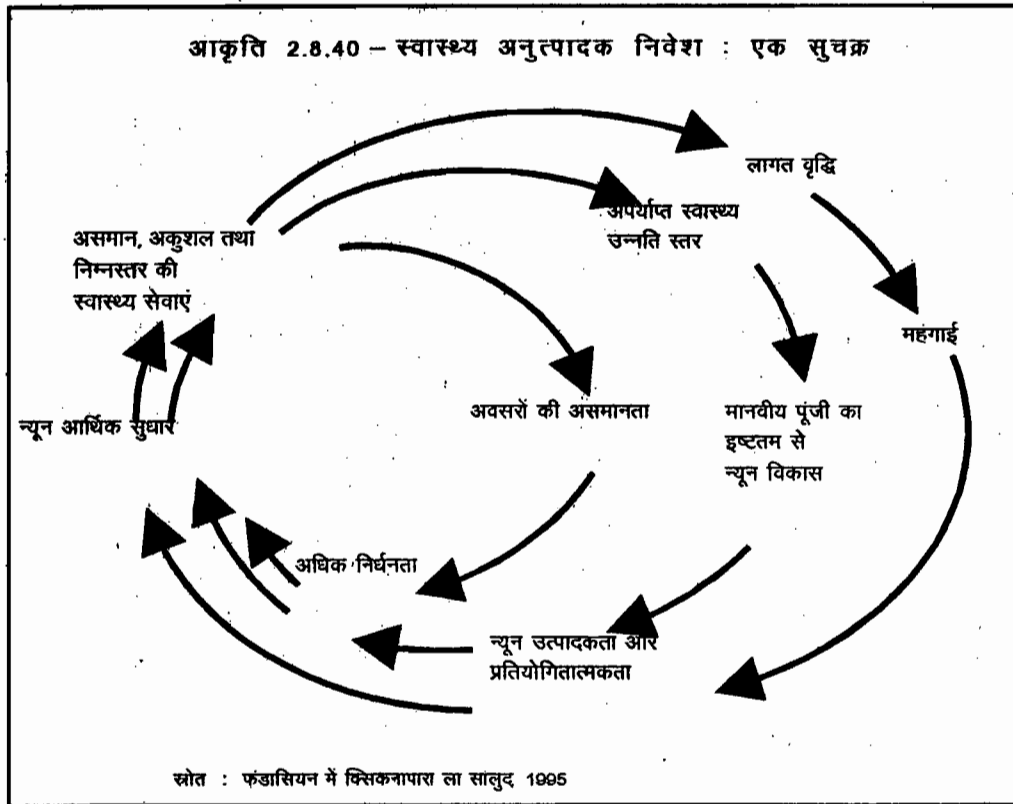 आकृति 2.8.40 – स्वास्थ्य अनुत्पादक निवेश : एक सुचक्र
लागत वृद्धि
अपर्याप्त स्वास्थ्य
उन्नति स्तर
असमान, अकुशल तथा
निम्नस्तर की
स्वास्थ्य सेवाएं
महंगाई
न्यून आर्थिक सुधार
अवसरों की असमानता
मानवीय पूंजी का
इष्टतम से
न्यून विकास
अधिक निर्धनता
न्यून उत्पादकता और
प्रतियोगितात्मकता
स्रोत : फंडासियन में क्सिकनापारा ला सालुद 1995